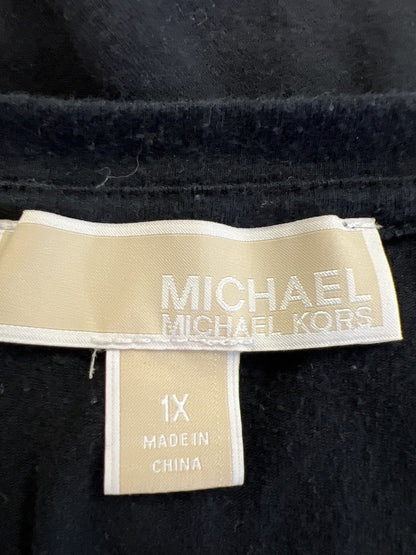 MICHAEL
MICHAEL KORS
1X
MADE IN
CHINA